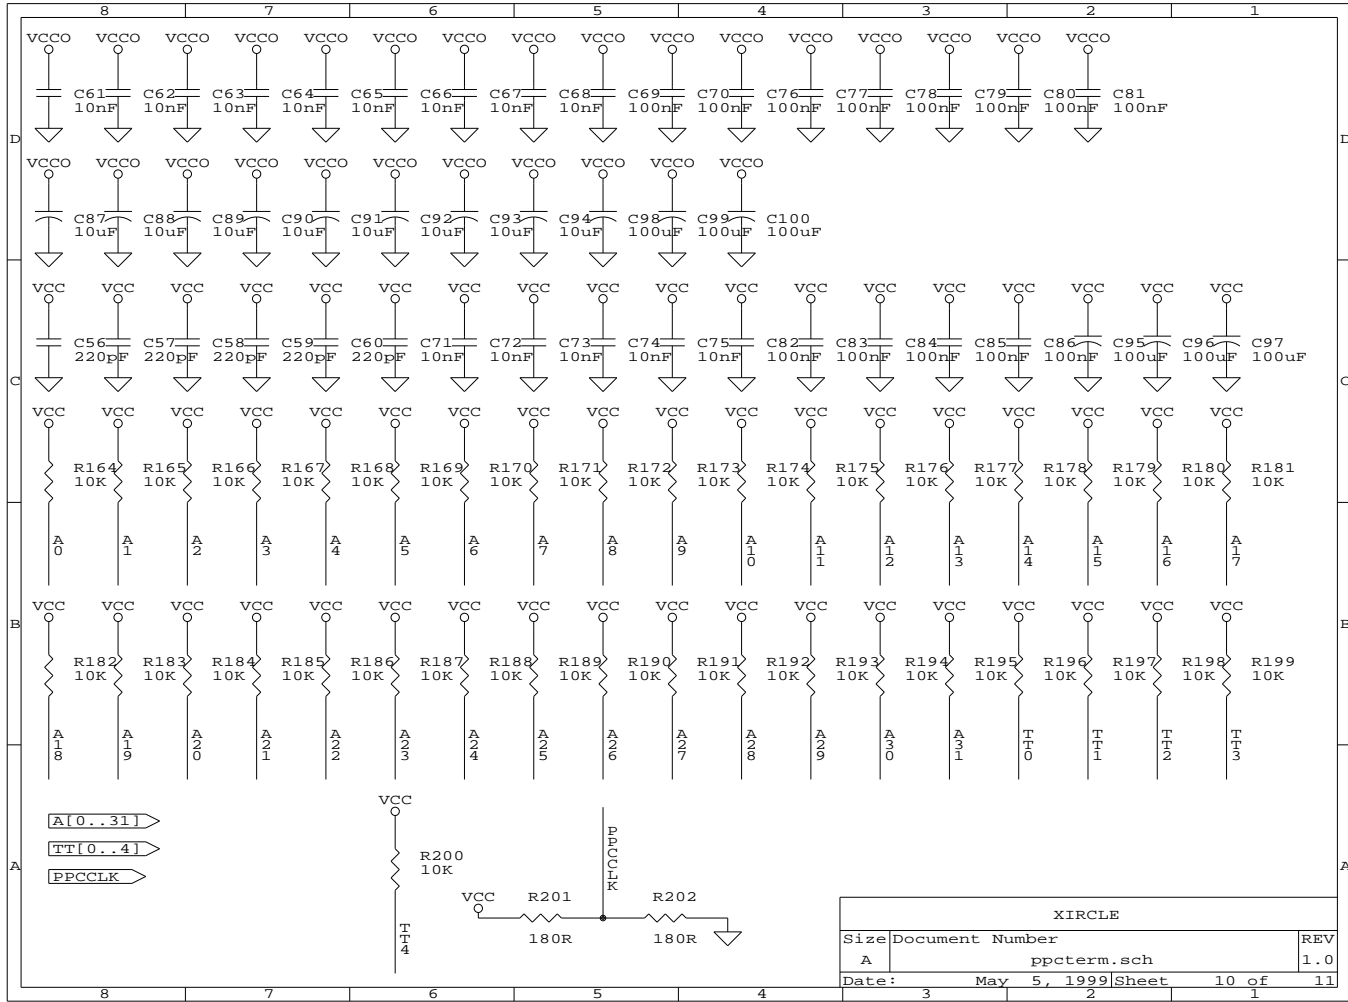 8 7 6 5 4 3 2 1
VCCO VCCO VCCO VCCO VCCO VCCO VCCO VCCO VCCO VCCO VCCO VCCO VCCO VCCO VCCO VCCO
C61 C62 C63 C64 C65 C66 C67 C68 C69 C70 C76 C77 C78 C79 C80 C81
10nF 10nF 10nF 10nF 10nF 10nF 10nF 10nF 100nF 100nF 100nF 100nF 100nF 100nF 100nF 100nF
D D
VCCO VCCO VCCO VCCO VCCO VCCO VCCO VCCO VCCO VCCO VCCO
C87 C88 C89 C90 C91 C92 C93 C94 C98 C99 C100
10uF 10uF 10uF 10uF 10uF 10uF 10uF 10uF 100uF 100uF 100uF
VCC VCC VCC VCC VCC VCC VCC VCC VCC VCC VCC VCC VCC VCC VCC VCC VCC VCC
C56 C57 C58 C59 C60 C71 C72 C73 C74 C75 C82 C83 C84 C85 C86 C95 C96 C97
220pF 220pF 220pF 220pF 220pF 10nF 10nF 10nF 10nF 10nF 100nF 100nF 100nF 100nF 100nF 100uF 100uF 100uF
C C
VCC VCC VCC VCC VCC VCC VCC VCC VCC VCC VCC VCC VCC VCC VCC VCC VCC VCC
R164 R165 R166 R167 R168 R169 R170 R171 R172 R173 R174 R175 R176 R177 R178 R179 R180 R181
10K 10K 10K 10K 10K 10K 10K 10K 10K 10K 10K 10K 10K 10K 10K 10K 10K 10K
A0 A1 A2 A3 A4 A5 A6 A7 A8 A9 A10 A11 A12 A13 A14 A15 A16 A17
VCC VCC VCC VCC VCC VCC VCC VCC VCC VCC VCC VCC VCC VCC VCC VCC VCC VCC
B B
R182 R183 R184 R185 R186 R187 R188 R189 R190 R191 R192 R193 R194 R195 R196 R197 R198 R199
10K 10K 10K 10K 10K 10K 10K 10K 10K 10K 10K 10K 10K 10K 10K 10K 10K 10K
A18 A19 A20 A21 A22 A23 A24 A25 A26 A27 A28 A29 A30 A31 TT0 TT1 TT2 TT3
VCC
A[0..31]
TT[0..4]
PPCCLK
R200
10K
TT4
PPCCLK
A A
VCC R201 R202
180R 180R
XIRCLE
Size Document Number REV
A ppcterm.sch 1.0
Date: May 5, 1999 Sheet 10 of 11
8 7 6 5 4 3 2 1